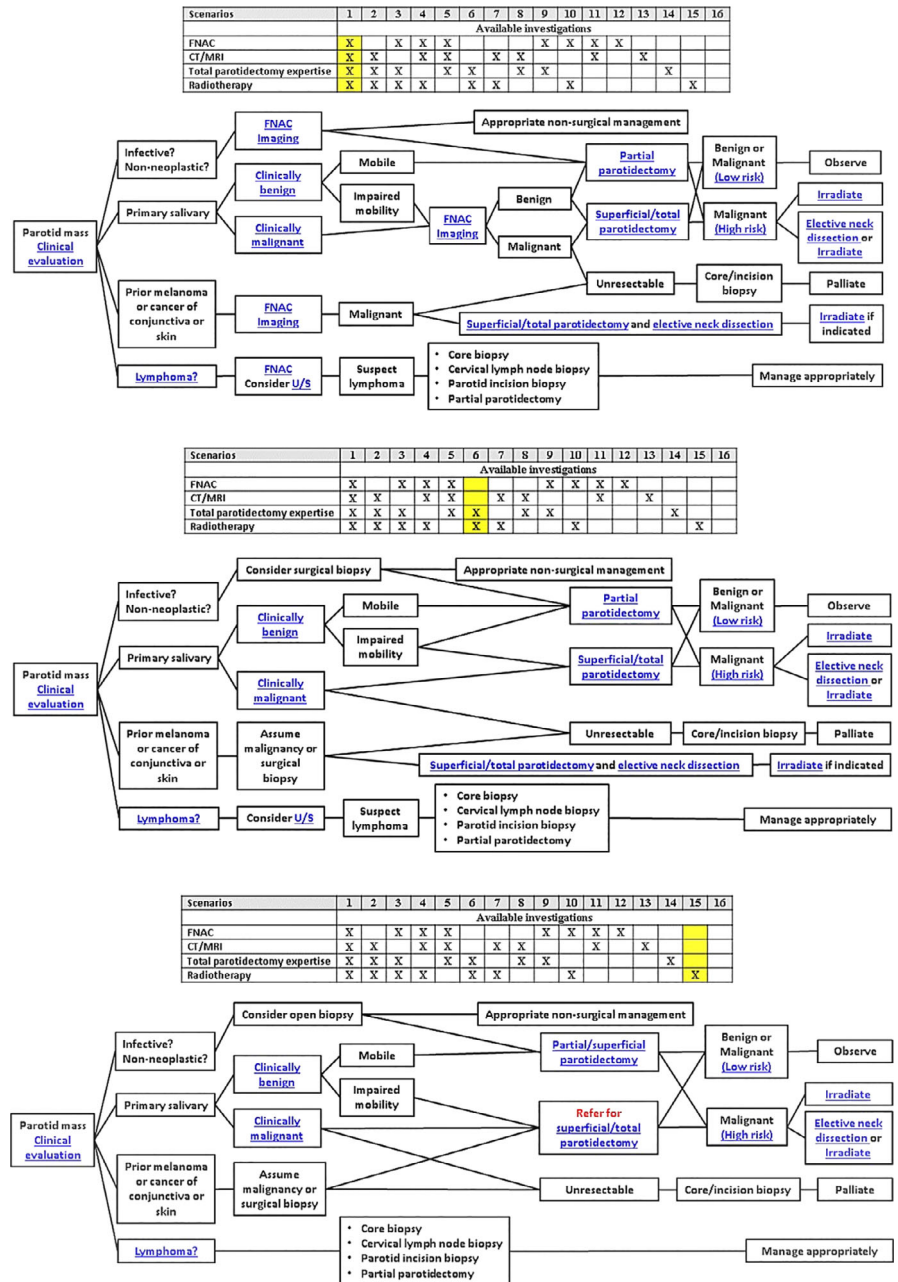 Scenarios 1 2 3 4 5 6 7 8 9 10 11 12 13 14 15 16
Available investigations
FNAC X X X X X X X X
CT/MRI X X X X X X X X
Total parotidectomy expertise X X X X X X X X
Radiotherapy X X X X X X X X
Parotid mass
Clinical
evaluation
Infective?
Non-neoplastic?
FNAC
Imaging
Appropriate non-surgical management
Primary salivary
Clinically
benign
Clinically
malignant
Mobile
Impaired
mobility
FNAC
Imaging
Benign
Malignant
Partial
parotidectomy
Superficial/total
parotidectomy
Benign or
Malignant
(Low risk)
Malignant
(High risk)
Observe
Irradiate
Elective neck
dissection or
Irradiate
Unresectable
Core/incision
biopsy
Palliate
Prior melanoma
or cancer of
conjunctiva or
skin
FNAC
Imaging
Malignant
Superficial/total parotidectomy and elective neck dissection
Irradiate if
indicated
Lymphoma?
FNAC
Consider U/S
Suspect
lymphoma
• Core biopsy
• Cervical lymph node biopsy
• Parotid incision biopsy
• Partial parotidectomy
Manage appropriately
Scenarios 1 2 3 4 5 6 7 8 9 10 11 12 13 14 15 16
Available investigations
FNAC X X X X X X X X
CT/MRI X X X X X X X X
Total parotidectomy expertise X X X X X X X X
Radiotherapy X X X X X X X X
Parotid mass
Clinical
evaluation
Infective?
Non-neoplastic?
Consider surgical biopsy
Appropriate non-surgical management
Primary salivary
Clinically
benign
Clinically
malignant
Mobile
Impaired
mobility
Partial
parotidectomy
Superficial/total
parotidectomy
Benign or
Malignant
(Low risk)
Malignant
(High risk)
Observe
Irradiate
Elective neck
dissection or
Irradiate
Unresectable
Core/incision biopsy
Palliate
Prior melanoma
or cancer of
conjunctiva or
skin
Assume
malignancy or
surgical biopsy
Superficial/total parotidectomy and elective neck dissection
Irradiate if indicated
Lymphoma?
Consider U/S
Suspect
lymphoma
• Core biopsy
• Cervical lymph node biopsy
• Parotid incision biopsy
• Partial parotidectomy
Manage appropriately
Scenarios 1 2 3 4 5 6 7 8 9 10 11 12 13 14 15 16
Available investigations
FNAC X X X X X X X X
CT/MRI X X X X X X X X
Total parotidectomy expertise X X X X X X X X
Radiotherapy X X X X X X X X
Parotid mass
Clinical
evaluation
Infective?
Non-neoplastic?
Consider open biopsy
Appropriate non-surgical management
Primary salivary
Clinically
benign
Clinically
malignant
Mobile
Impaired
mobility
Partial/superficial
parotidectomy
Refer for
superficial/total
parotidectomy
Benign or
Malignant
(Low risk)
Malignant
(High risk)
Observe
Irradiate
Elective neck
dissection or
Irradiate
Unresectable
Core/incision biopsy
Palliate
Prior melanoma
or cancer of
conjunctiva or
skin
Assume
malignancy or
surgical biopsy
Lymphoma?
• Core biopsy
• Cervical lymph node biopsy
• Parotid incision biopsy
• Partial parotidectomy
Manage appropriately